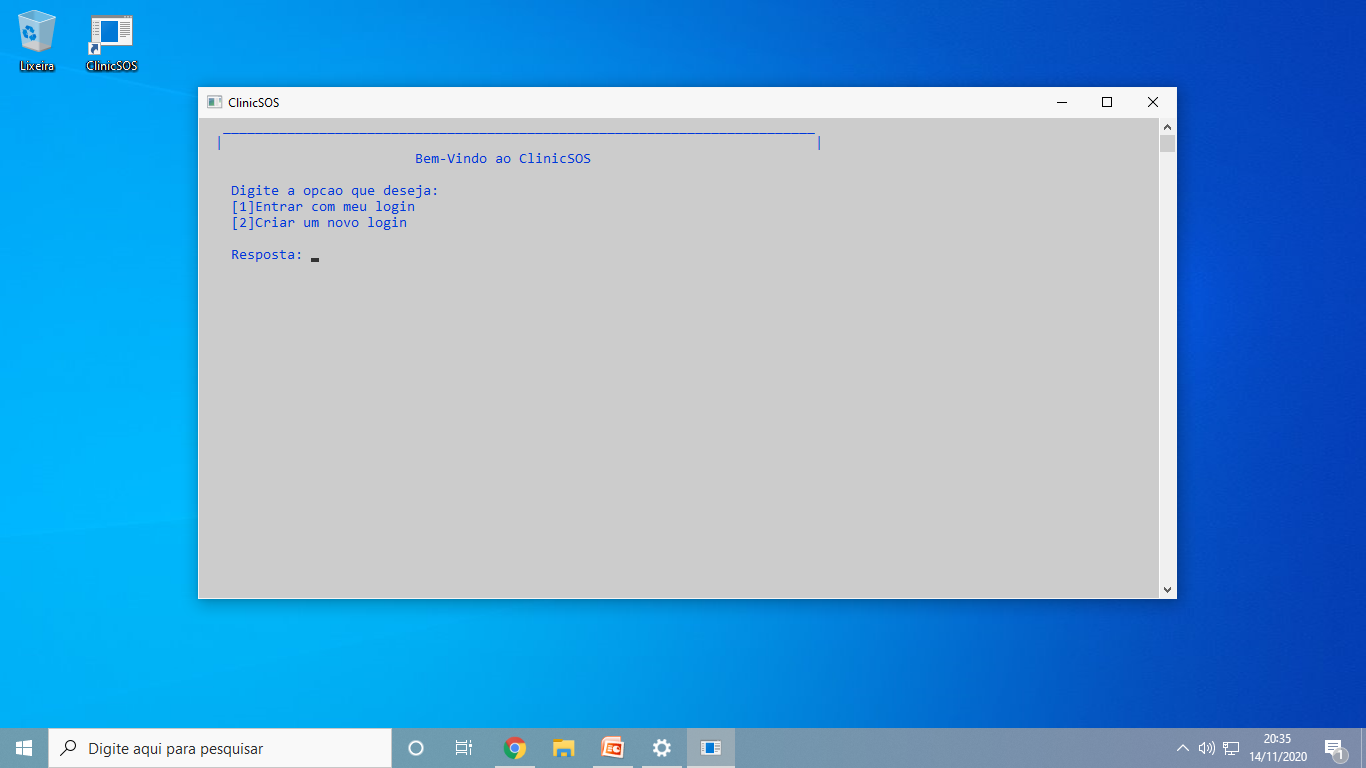 Lixeira
ClinicSOS
ClinicSOS
Bem-Vindo ao ClinicSOS
Digite a opcao que deseja:
[1]Entrar com meu login
[2]Criar um novo login
Resposta:
Digite aqui para pesquisar
20:35
14/11/2020
1